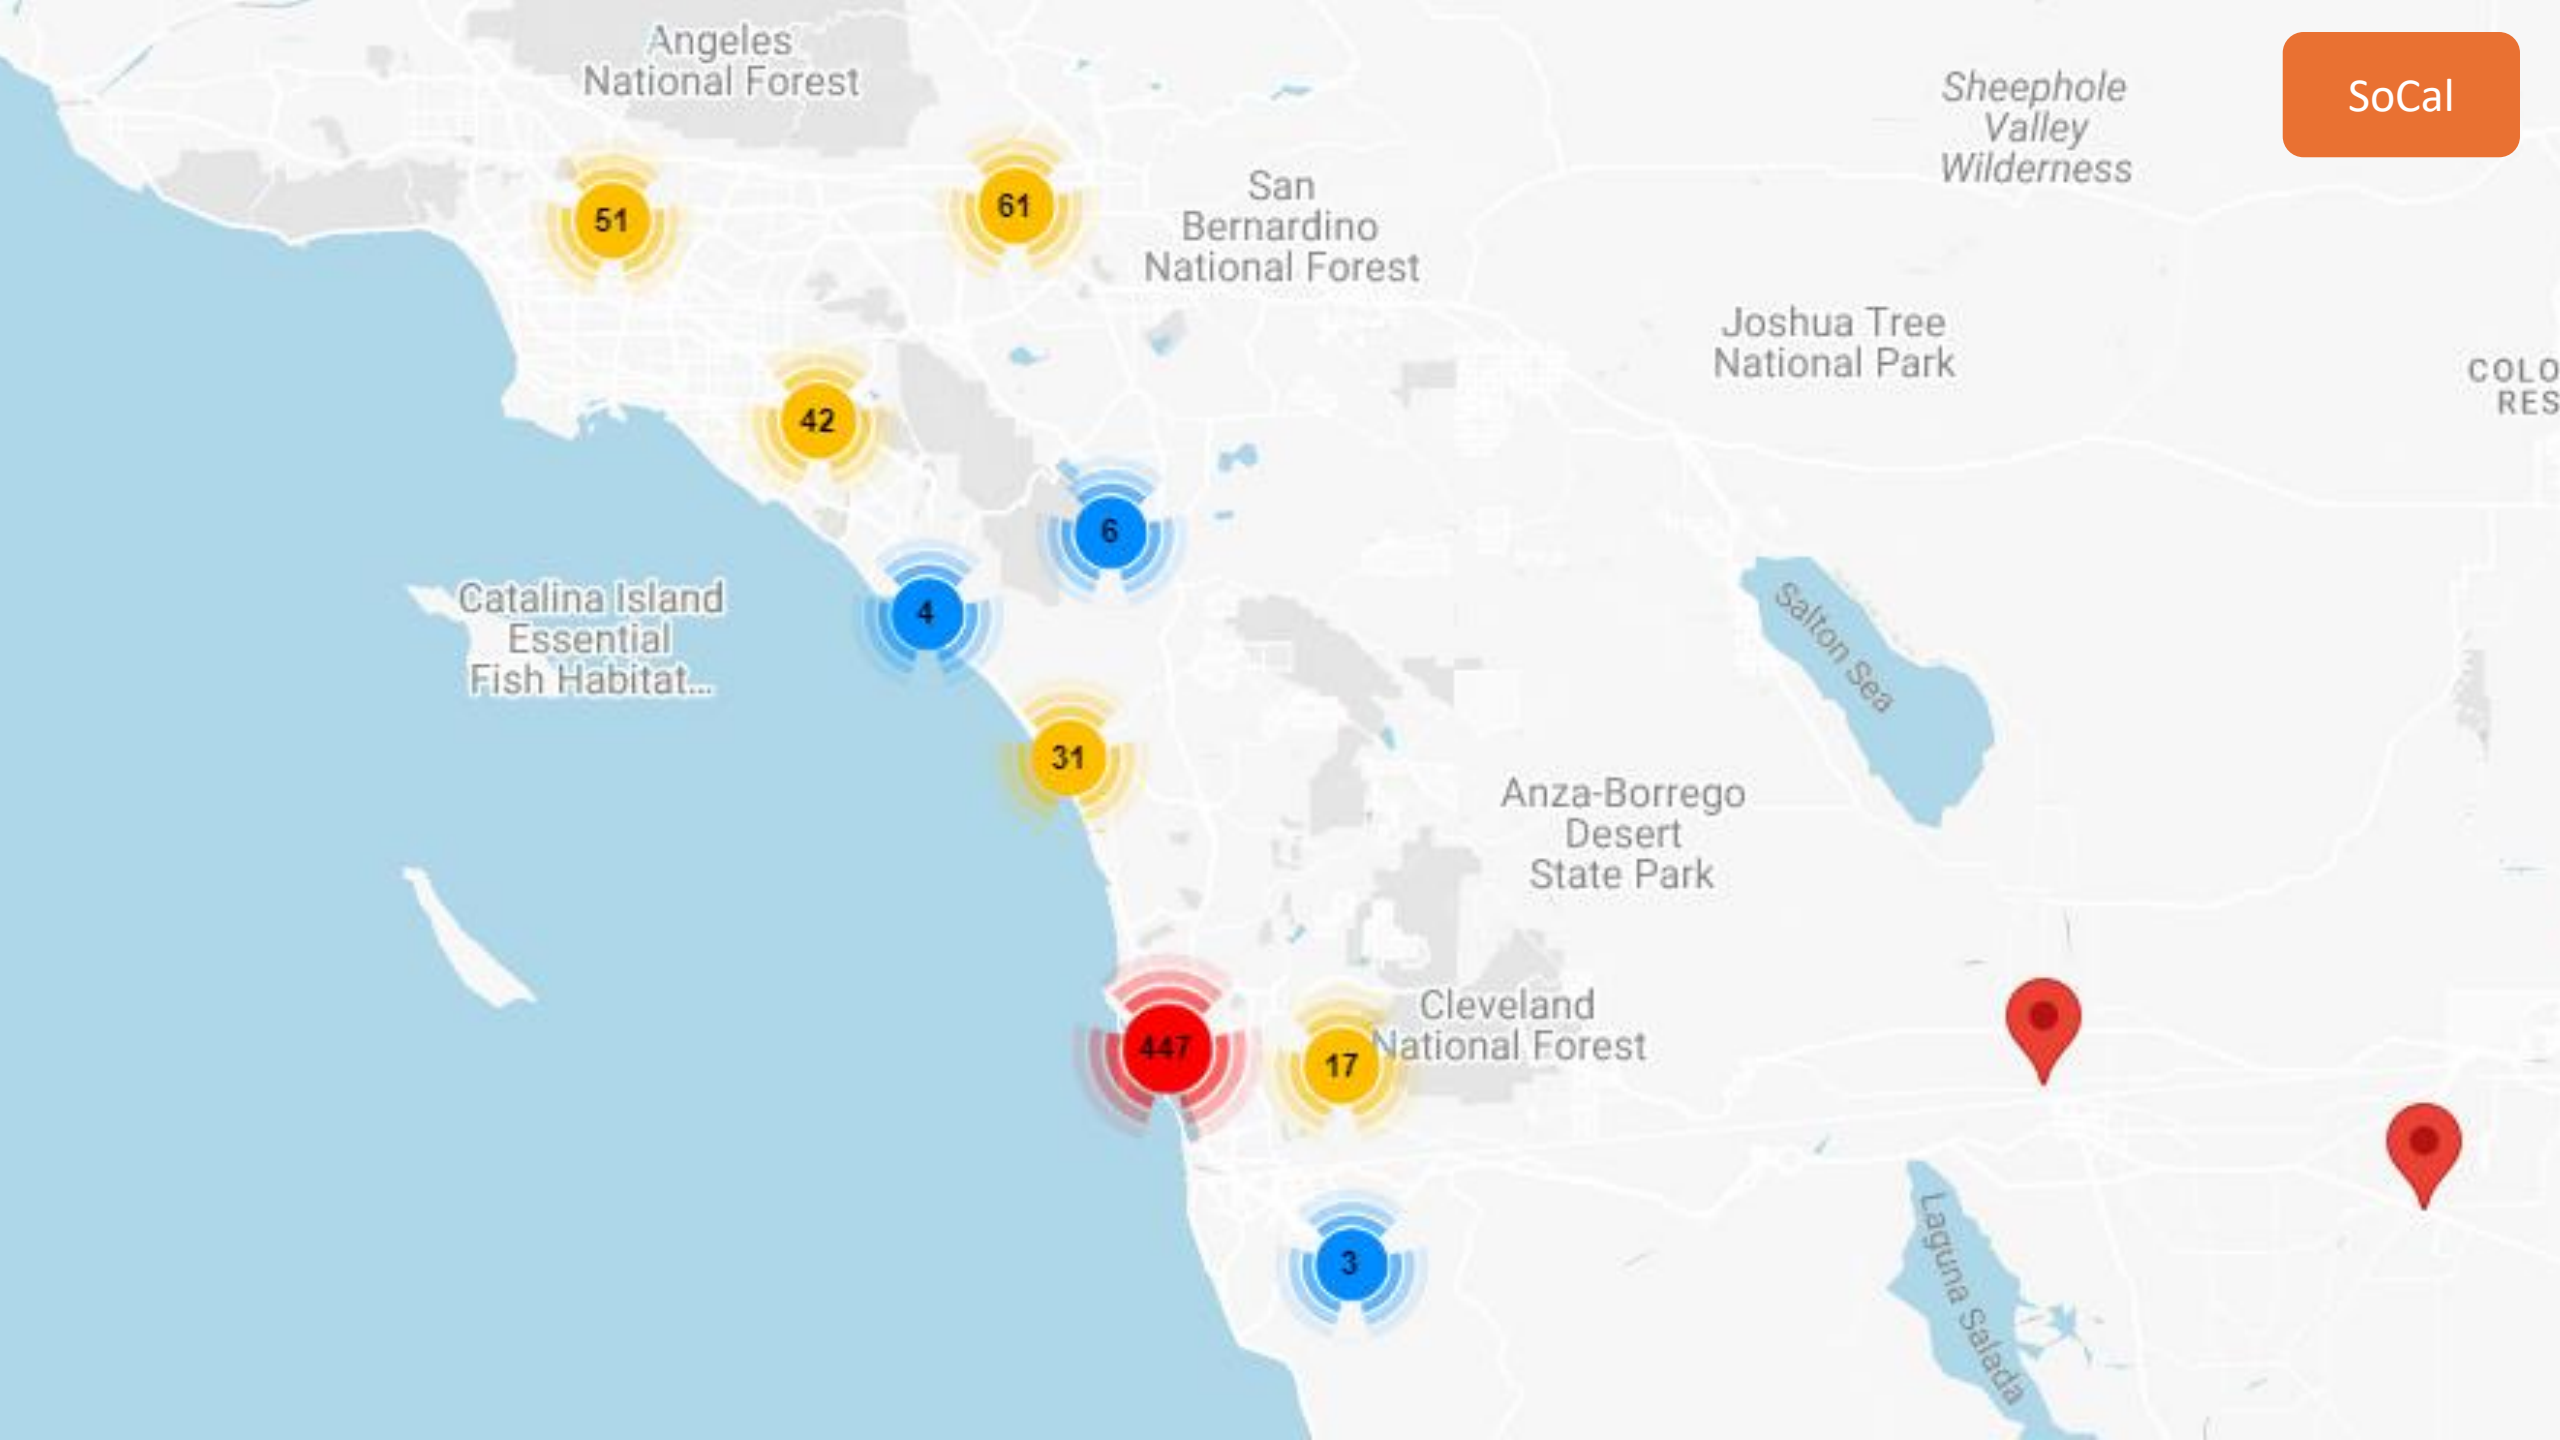 Angeles
National Forest
SoCal
Sheephole
Valley
Wilderness
51
61
San
Bernardino
National Forest
Joshua Tree
National Park
COLO
RES
42
6
4
Catalina Island
Essential
Fish Habitat...
Salton Sea
31
Anza-Borrego
Desert
State Park
447
17
Cleveland
National Forest
3
Laguna Salada